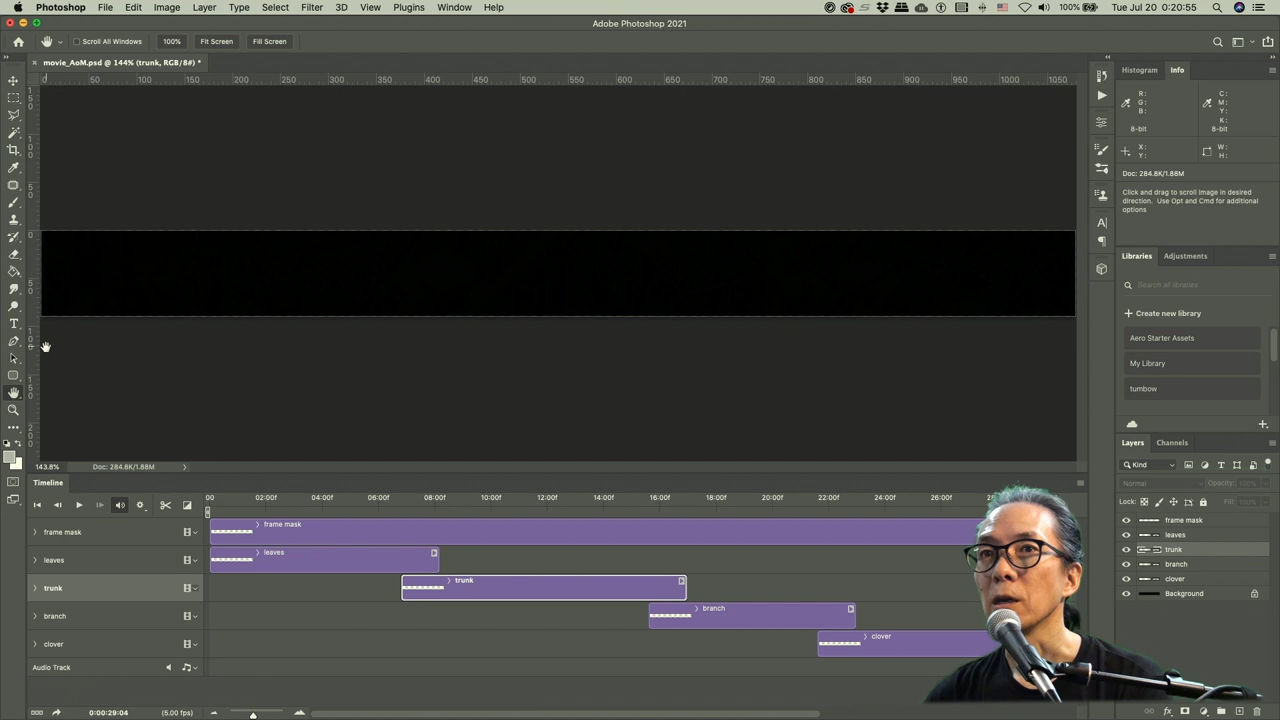 Photoshop File Edit Image Layer Type Select Filter 3D View Plugins Window Help 100% Tue Jul 20 20:55
Adobe Photoshop 2021
Scroll All Windows 100% Fit Screen Fill Screen
movie_AoM.psd @ 144% (trunk, RGB/8#) *
0 50 100 150 200 250 300 350 400 450 500 550 600 650 700 750 800 850 900 950 1000 1050
Histogram Info
R: C:
G: M:
B: Y:
K:
8-bit 8-bit
X: W:
Y: H:
Doc: 284.8K/1.88M
Click and drag to scroll image in desired
direction. Use Opt and Cmd for additional
options
Libraries Adjustments
Search all libraries
Create new library
Aero Starter Assets
My Library
tumbow
Layers Channels
Kind
Normal Opacity: 100%
Lock: Fill: 100%
frame mask
leaves
trunk
branch
clover
Background
143.8% Doc: 284.8K/1.88M
Timeline
00 02:00f 04:00f 06:00f 08:00f 10:00f 12:00f 14:00f 16:00f 18:00f 20:00f 22:00f 24:00f 26:00f
frame mask frame mask
leaves leaves
trunk trunk
branch branch
clover clover
Audio Track
0:00:29:04 (5.00 fps)